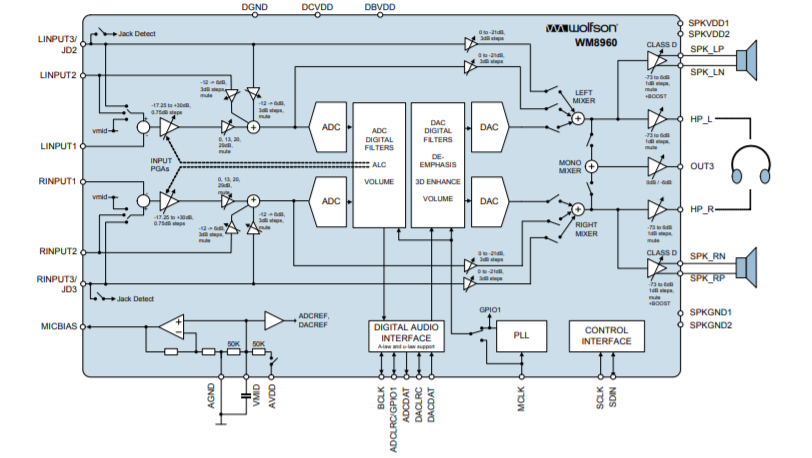 DGND
DCVDD
DBVDD
LINPUT3/
JD2
Jack Detect
0 to -21dB,
3dB steps
wolfson
WM8960
SPKVDD1
SPKVDD2
CLASS D
SPK_LP
SPK_LN
0 to -21dB,
3dB steps
LINPUT2
-12 -> 6dB,
3dB steps,
mute
-73 to 6dB
1dB steps,
mute
+BOOST
-17.25 to +30dB,
0.75dB steps
-12 -> 6dB,
3dB steps,
mute
LEFT
MIXER
vmid
ADC
ADC
DIGITAL
FILTERS
ALC
VOLUME
DAC
DIGITAL
FILTERS
DE-
EMPHASIS
3D ENHANCE
VOLUME
DAC
HP_L
-73 to 6dB
1dB steps,
mute
LINPUT1
0, 13, 20,
29dB,
mute
INPUT
PGAs
MONO
MIXER
OUT3
0dB / -6dB
RINPUT1
0, 13, 20,
29dB,
mute
vmid
ADC
DAC
HP_R
-17.25 to +30dB,
0.75dB steps
-12 -> 6dB,
3dB steps,
mute
-12 -> 6dB,
3dB steps,
mute
RIGHT
MIXER
-73 to 6dB
1dB steps,
mute
RINPUT2
0 to -21dB,
3dB steps
CLASS D
SPK_RN
SPK_RP
RINPUT3/
JD3
0 to -21dB,
3dB steps
-73 to 6dB
1dB steps,
mute
+BOOST
Jack Detect
MICBIAS
ADCREF,
DACREF
GPIO1
SPKGND1
SPKGND2
50K
50K
DIGITAL AUDIO
INTERFACE
A-law and u-law support
PLL
CONTROL
INTERFACE
AGND
VMID
AVDD
BCLK
ADCLRC/GPIO1
ADCDAT
DACLRC
DACDAT
MCLK
SCLK
SDIN